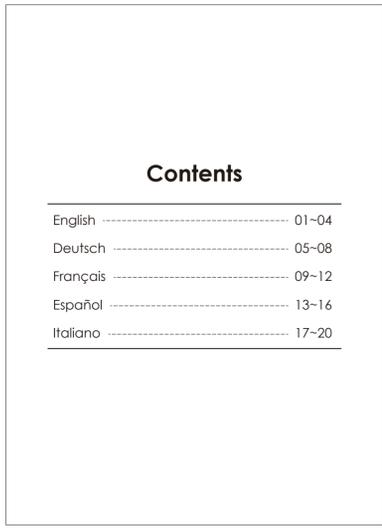 Contents
English 01~04
Deutsch 05~08
Français 09~12
Español 13~16
Italiano 17~20